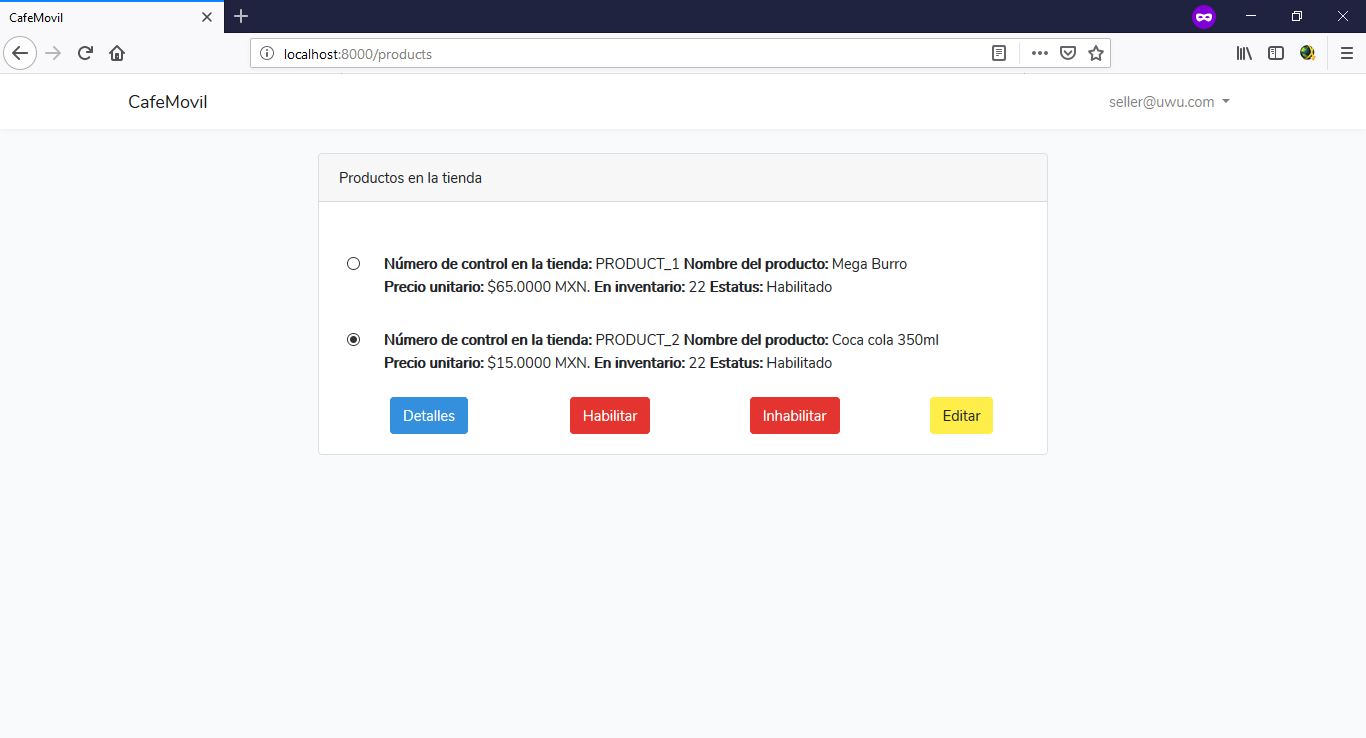 CafeMovil
localhost:8000/products
CafeMovil seller@uwu.com
Productos en la tienda
Número de control en la tienda: PRODUCT_1 Nombre del producto: Mega Burro
Precio unitario: $65.0000 MXN. En inventario: 22 Estatus: Habilitado
Número de control en la tienda: PRODUCT_2 Nombre del producto: Coca cola 350ml
Precio unitario: $15.0000 MXN. En inventario: 22 Estatus: Habilitado
Detalles Habilitar Inhabilitar Editar